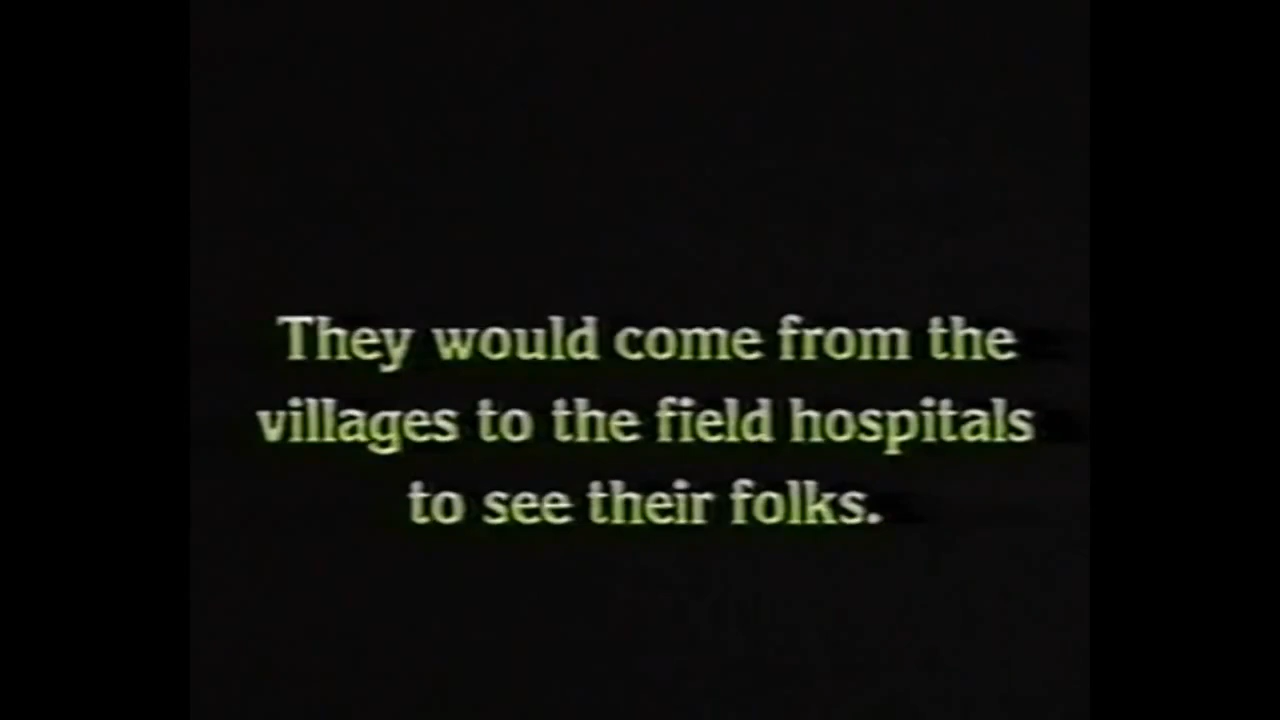 They would come from the
villages to the field hospitals
to see their folks.